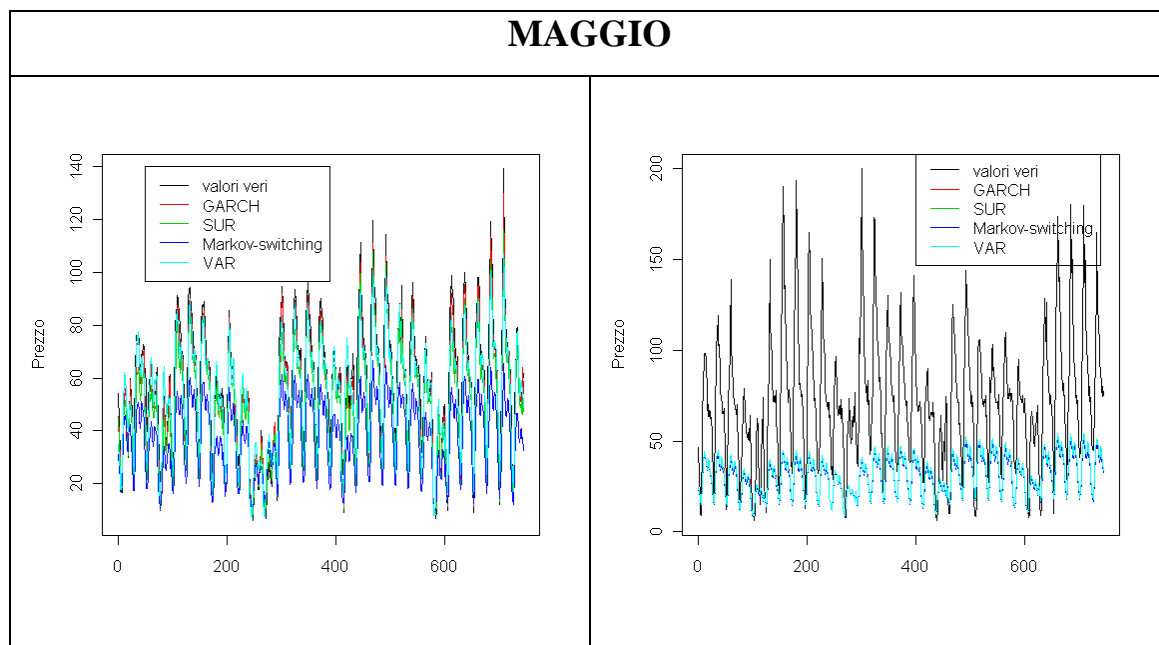 MAGGIO
Prezzo
140
120
100
80
60
40
20
valori veri
GARCH
SUR
Markov-switching
VAR
0
200
400
600
Prezzo
200
150
100
50
0
valori veri
GARCH
SUR
Markov-switching
VAR
0
200
400
600